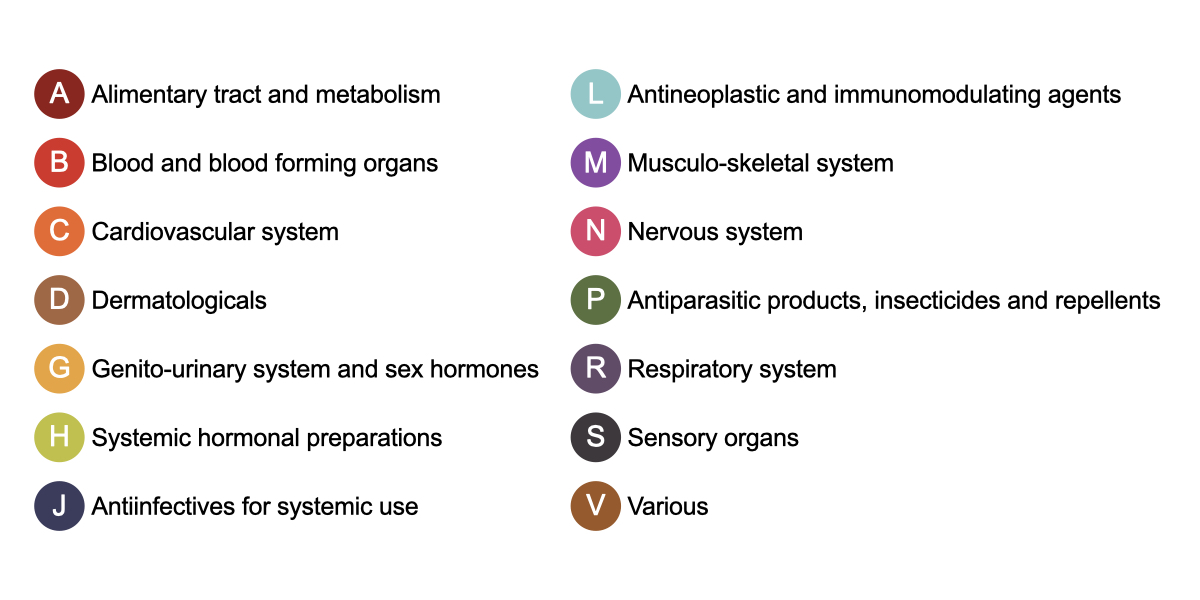 A Alimentary tract and metabolism
B Blood and blood forming organs
C Cardiovascular system
D Dermatologicals
G Genito-urinary system and sex hormones
H Systemic hormonal preparations
J Antiinfectives for systemic use
L Antineoplastic and immunomodulating agents
M Musculo-skeletal system
N Nervous system
P Antiparasitic products, insecticides and repellents
R Respiratory system
S Sensory organs
V Various